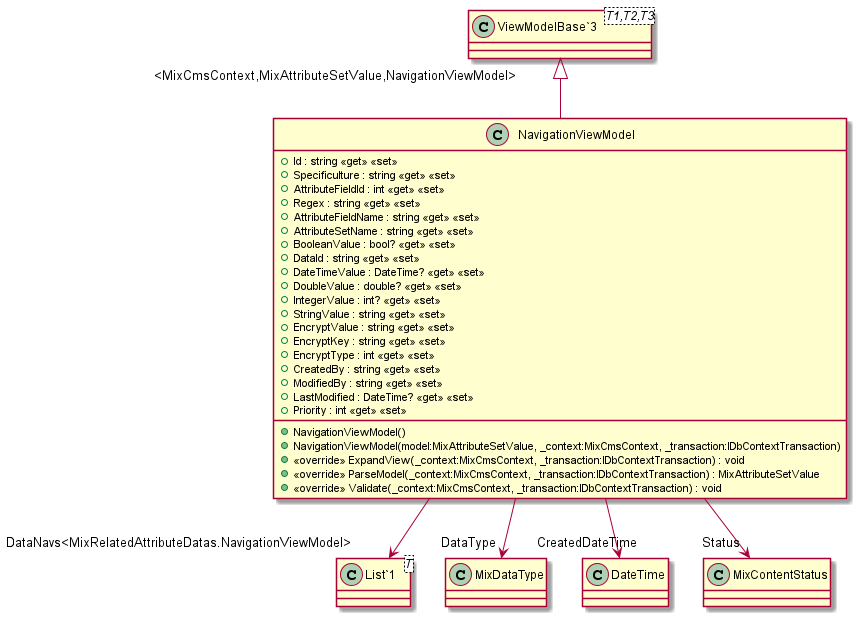 T1,T2,T3
C ViewModelBase`3
<MixCmsContext,MixAttributeSetValue,NavigationViewModel>
C NavigationViewModel
Id : string «get» «set»
Specificulture : string «get» «set»
AttributeFieldId : int «get» «set»
Regex : string «get» «set»
AttributeFieldName : string «get» «set»
AttributeSetName : string «get» «set»
BooleanValue : bool? «get» «set»
DataId : string «get» «set»
DateTimeValue : DateTime? «get» «set»
DoubleValue : double? «get» «set»
IntegerValue : int? «get» «set»
StringValue : string «get» «set»
EncryptValue : string «get» «set»
EncryptKey : string «get» «set»
EncryptType : int «get» «set»
CreatedBy : string «get» «set»
ModifiedBy : string «get» «set»
LastModified : DateTime? «get» «set»
Priority : int «get» «set»
NavigationViewModel()
NavigationViewModel(model:MixAttributeSetValue, _context:MixCmsContext, _transaction:IDbContextTransaction)
«override» ExpandView(_context:MixCmsContext, _transaction:IDbContextTransaction) : void
«override» ParseModel(_context:MixCmsContext, _transaction:IDbContextTransaction) : MixAttributeSetValue
«override» Validate(_context:MixCmsContext, _transaction:IDbContextTransaction) : void
DataNavs<MixRelatedAttributeDatas.NavigationViewModel> DataType CreatedDateTime Status
T
C List`1 C MixDataType C DateTime C MixContentStatus